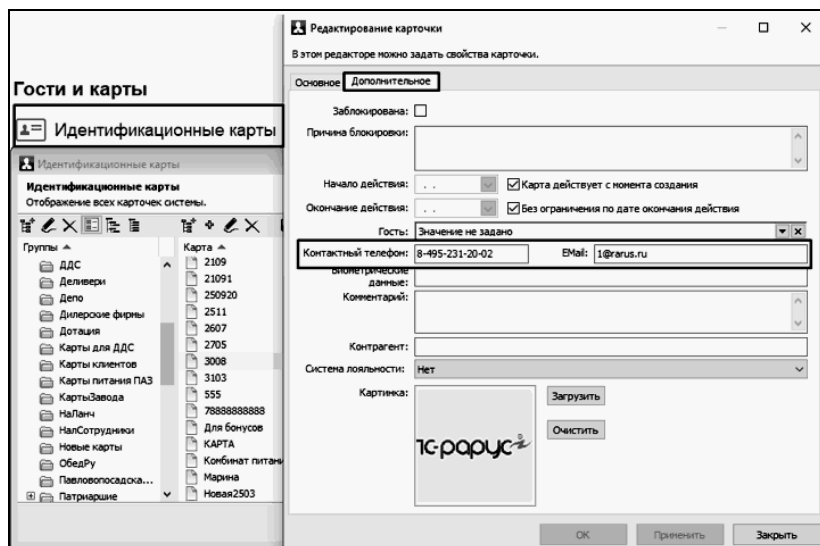 Гости и карты
Идентификационные карты
Идентификационные карты
Идентификационные карты
Отображение всех карточек системы.
Группы
ДДС
Деливери
Депо
Дилерские фирмы
Дотация
Карты для ДДС
Карты клиентов
Карты питания ПАЗ
КартыЗавода
НаЛанч
НалСотрудники
Новые карты
ОбедРу
Павловопосадска...
Патриаршие
Карта
2109
21091
250920
2511
2607
2705
3008
3103
555
78888888888
Для бонусов
КАРТА
Комбинат питан
Марина
Новая2503
Редактирование карточки
В этом редакторе можно задать свойства карточки.
Основное Дополнительное
Заблокирована:
Причина блокировки:
Начало действия: . . Карта действует с момента создания
Окончание действия: . . Без ограничения по дате окончания действия
Гость: Значение не задано
Контактный телефон: 8-495-231-20-02 EMail: 1@rarus.ru
Биометрические
данные:
Комментарий:
Контрагент:
Система лояльности: Нет
Картинка:
1С-рарус
Загрузить
Очистить
ОК Применить Закрыть